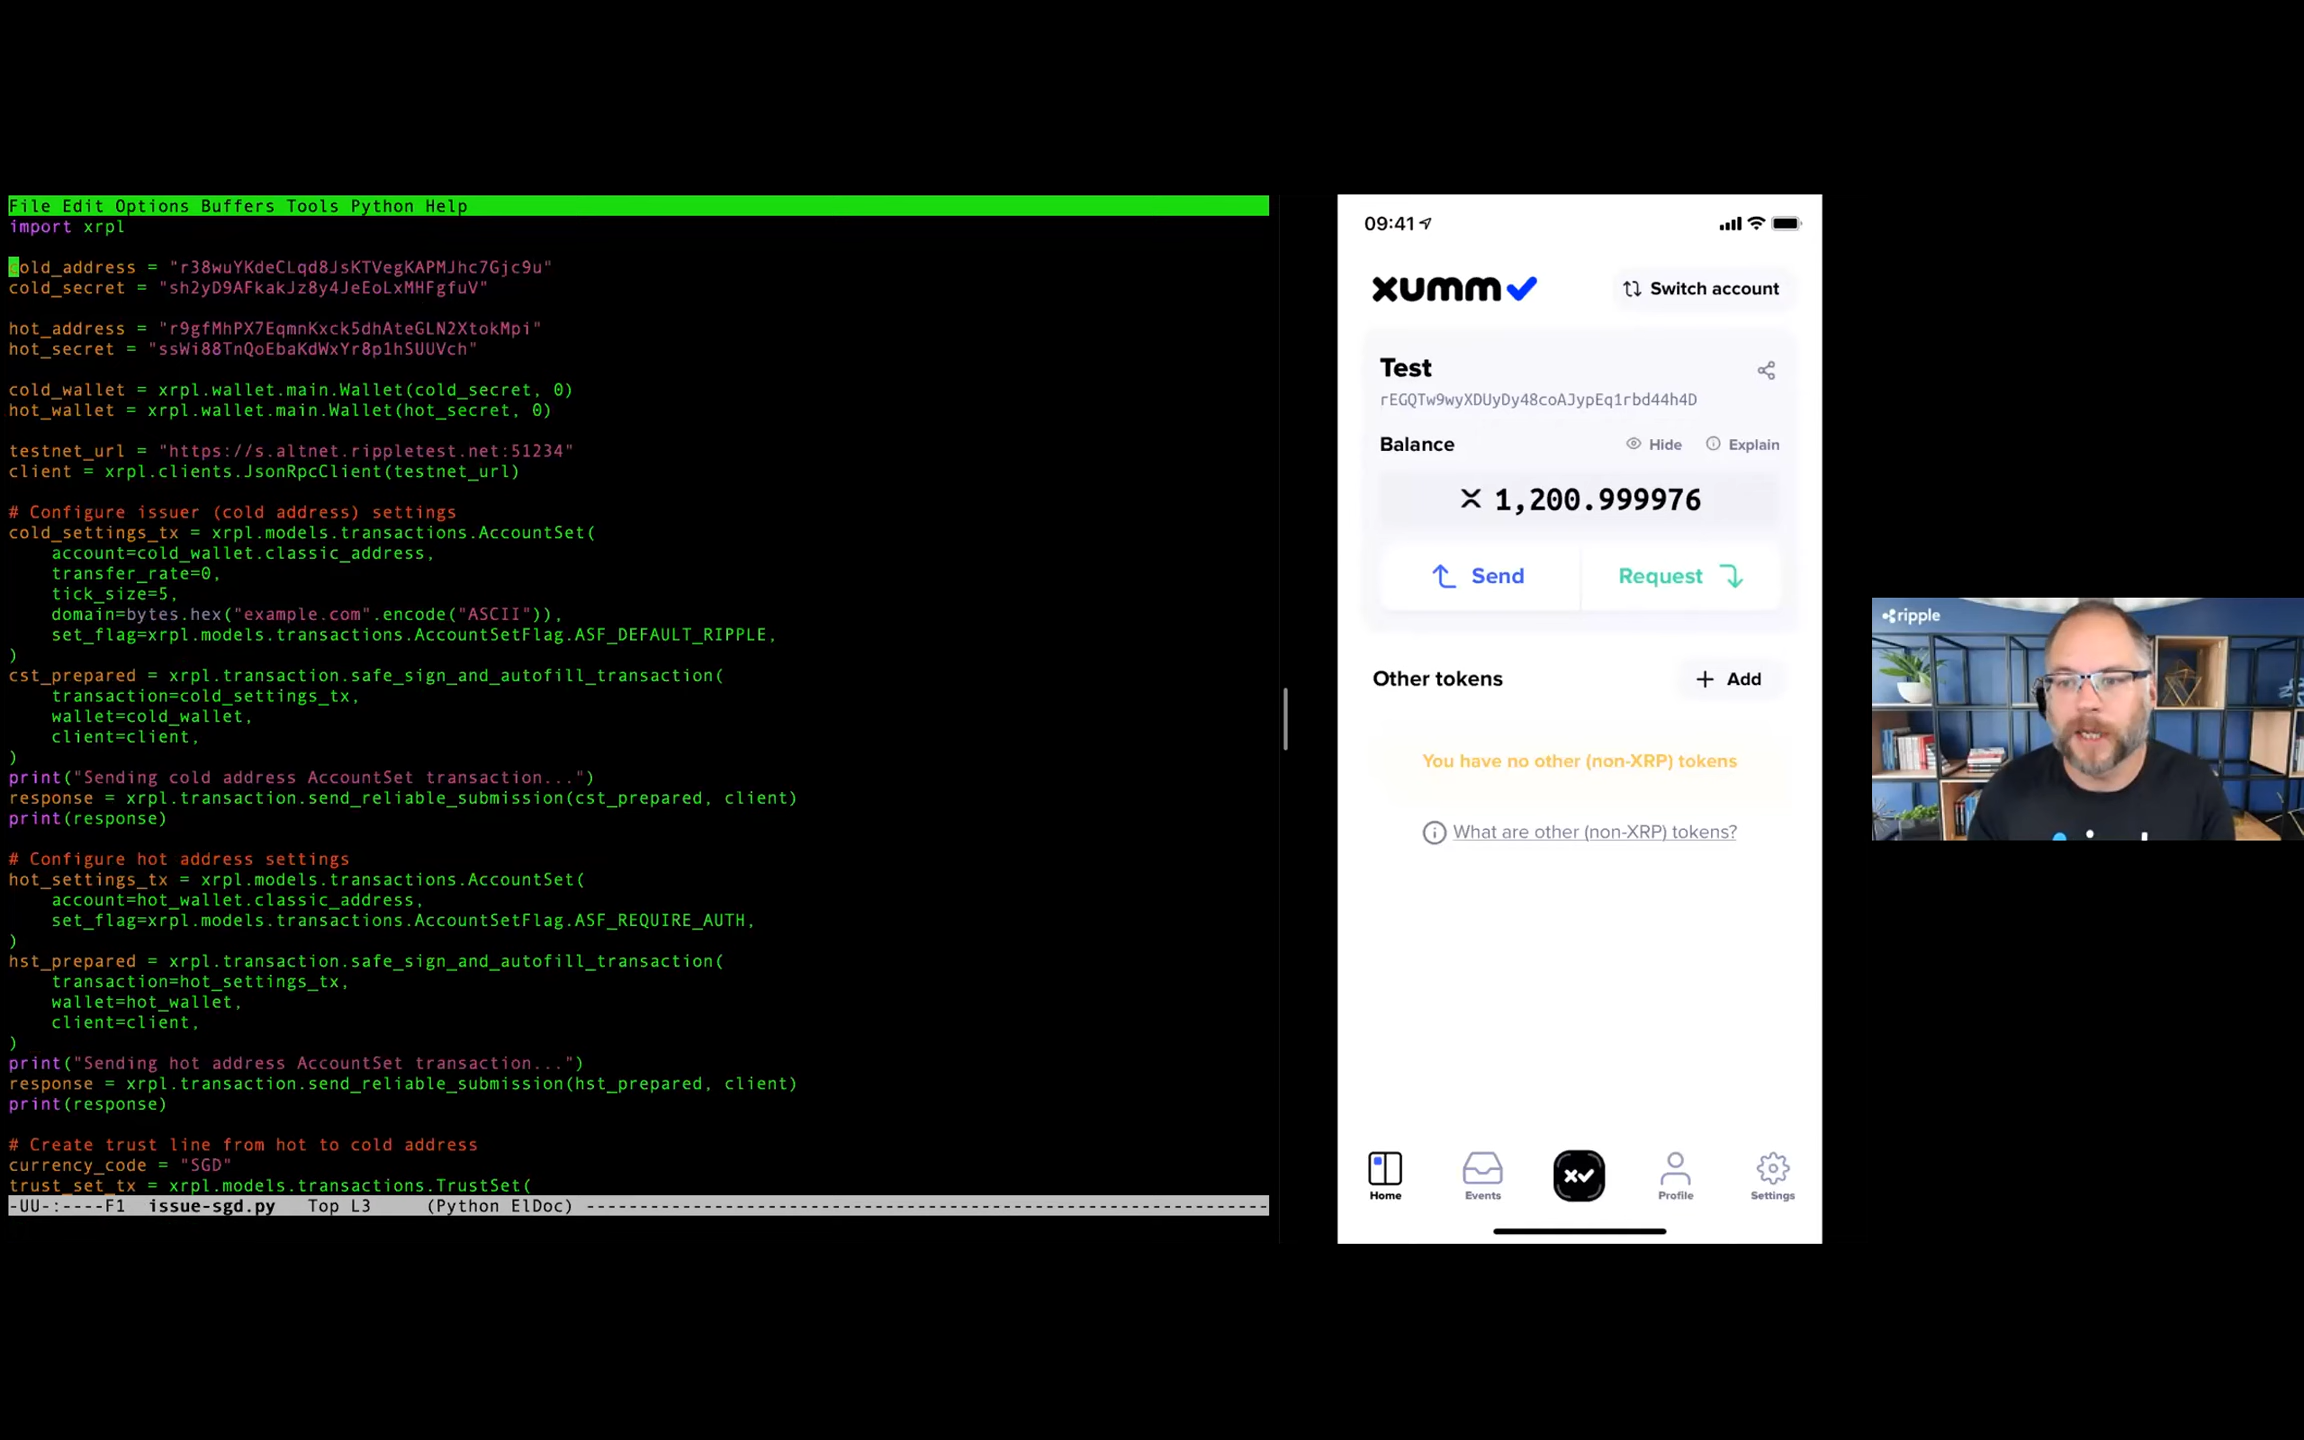 File Edit Options Buffers Tools Python Help
import xrpl
cold_address = "r38wuYKdeCLqd8JsKTVegKAPMJhc7Gjc9u"
cold_secret = "sh2yD9AFkakJz8y4JeEoLxMHFgfuV"
hot_address = "r9gfMhPX7EqmnKxck5dhAteGLN2XtokMpi"
hot_secret = "ssWi88TnQoEbaKdWxYr8p1hSUUVch"
cold_wallet = xrpl.wallet.main.Wallet(cold_secret, 0)
hot_wallet = xrpl.wallet.main.Wallet(hot_secret, 0)
testnet_url = "https://s.altnet.rippletest.net:51234"
client = xrpl.clients.JsonRpcClient(testnet_url)
# Configure issuer (cold address) settings
cold_settings_tx = xrpl.models.transactions.AccountSet(
    account=cold_wallet.classic_address,
    transfer_rate=0,
    tick_size=5,
    domain=bytes.hex("example.com".encode("ASCII")),
    set_flag=xrpl.models.transactions.AccountSetFlag.ASF_DEFAULT_RIPPLE,
)
cst_prepared = xrpl.transaction.safe_sign_and_autofill_transaction(
    transaction=cold_settings_tx,
    wallet=cold_wallet,
    client=client,
)
print("Sending cold address AccountSet transaction...")
response = xrpl.transaction.send_reliable_submission(cst_prepared, client)
print(response)
# Configure hot address settings
hot_settings_tx = xrpl.models.transactions.AccountSet(
    account=hot_wallet.classic_address,
    set_flag=xrpl.models.transactions.AccountSetFlag.ASF_REQUIRE_AUTH,
)
hst_prepared = xrpl.transaction.safe_sign_and_autofill_transaction(
    transaction=hot_settings_tx,
    wallet=hot_wallet,
    client=client,
)
print("Sending hot address AccountSet transaction...")
response = xrpl.transaction.send_reliable_submission(hst_prepared, client)
print(response)
# Create trust line from hot to cold address
currency_code = "SGD"
trust_set_tx = xrpl.models.transactions.TrustSet(
-UU-:----F1  issue-sgd.py   Top L3     (Python ElDoc) ----------------------------------------------------------------
09:41
xumm
Switch account
Test
rEGQTw9wyXDUyDy48coAJypEq1rbd44h4D
Balance
Hide
Explain
1,200.999976
Send
Request
Other tokens
+ Add
You have no other (non-XRP) tokens
What are other (non-XRP) tokens?
Home
Events
Profile
Settings
ripple